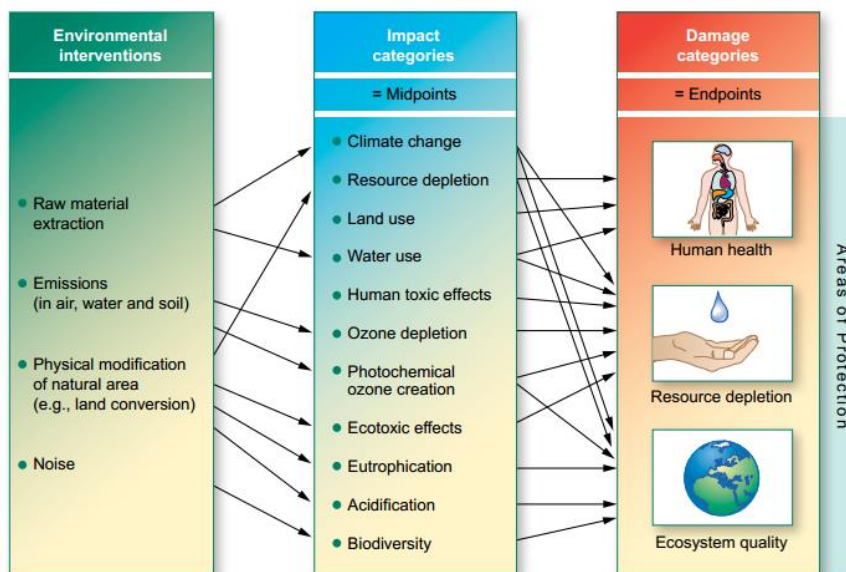 Environmental
interventions
Impact
categories
Damage
categories
= Midpoints
= Endpoints
Raw material
extraction
Emissions
(in air, water and soil)
Physical modification
of natural area
(e.g., land conversion)
Noise
Climate change
Resource depletion
Land use
Water use
Human toxic effects
Ozone depletion
Photochemical
ozone creation
Ecotoxic effects
Eutrophication
Acidification
Biodiversity
Human health
Resource depletion
Ecosystem quality
Areas of Protection